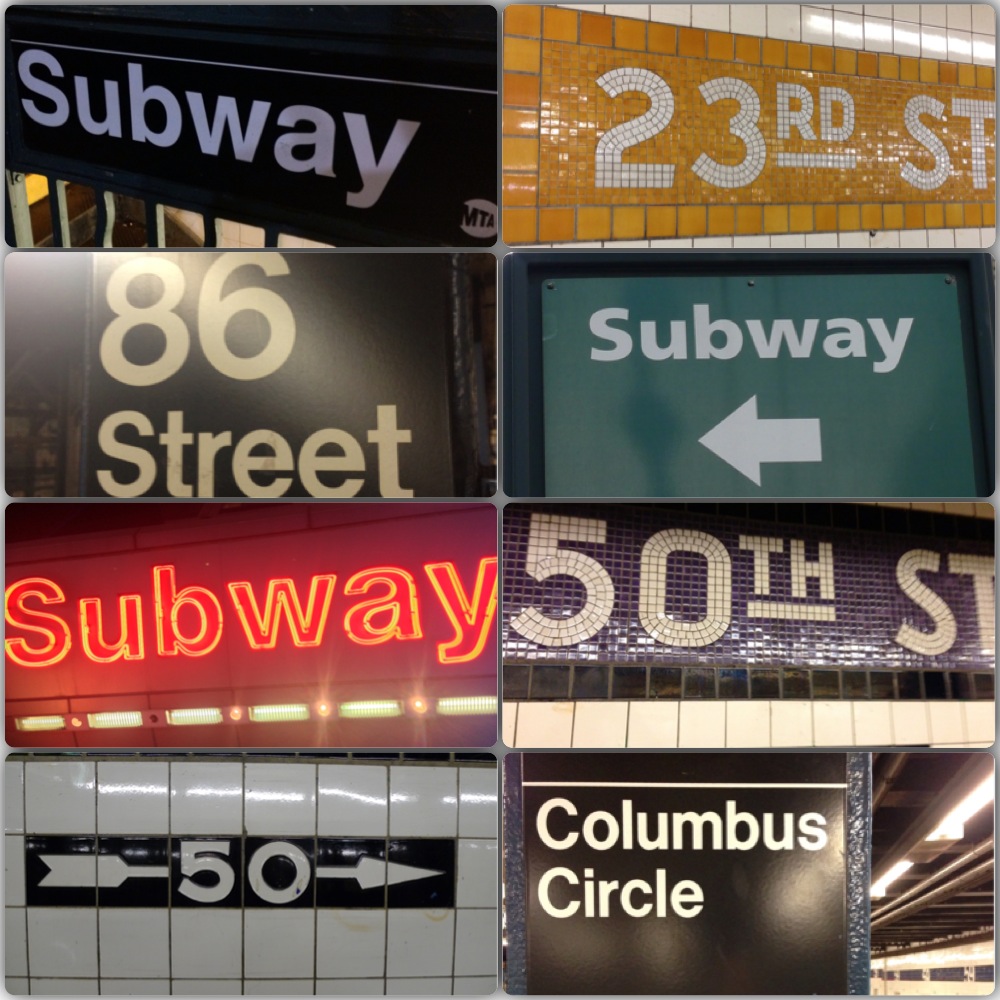 Subway
MTA
23RD ST
86
Street
Subway
Subway
50TH ST
50
Columbus
Circle